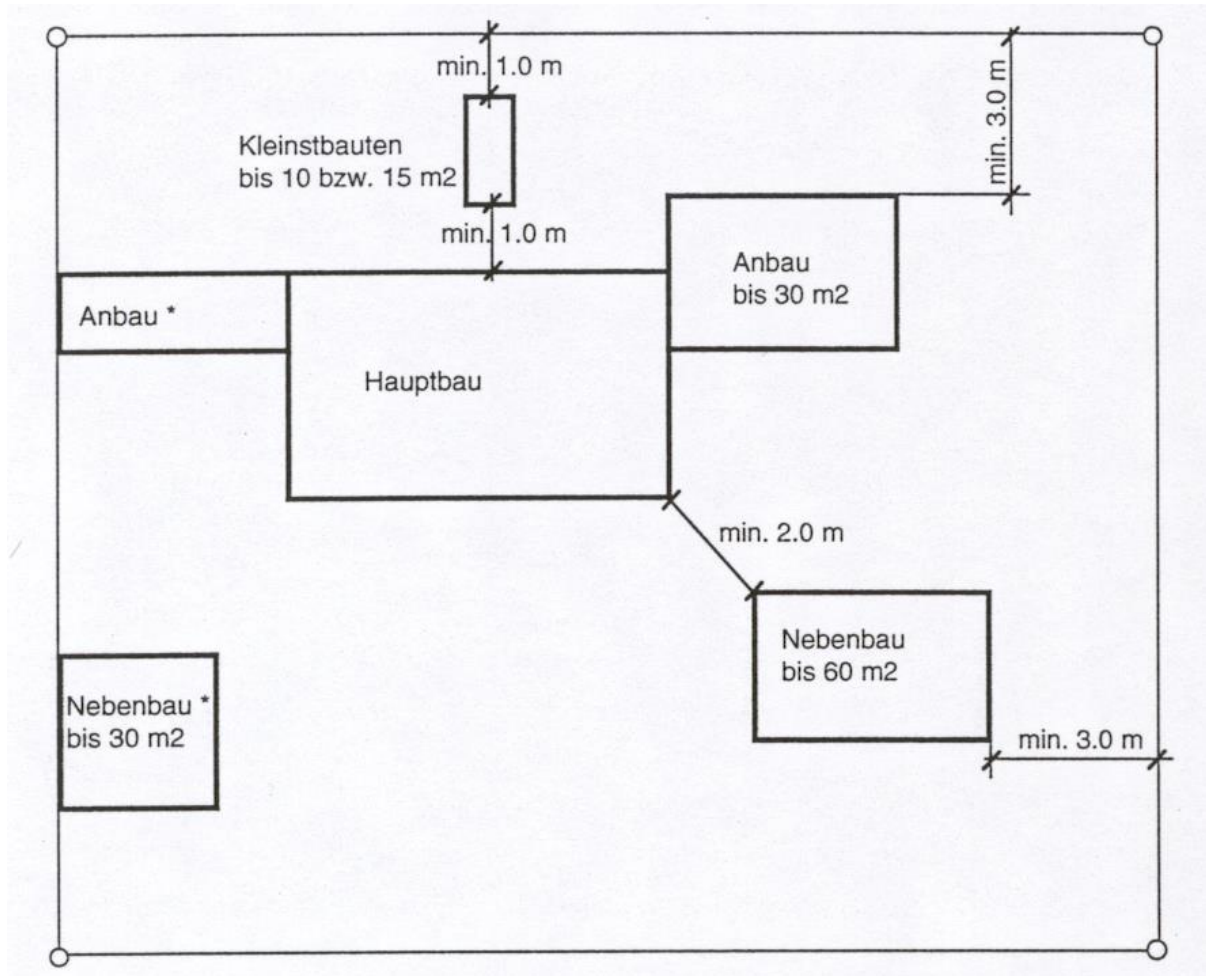 min. 1.0 m
min. 3.0 m
Kleinstbauten
bis 10 bzw. 15 m2
min. 1.0 m
Anbau
bis 30 m2
Anbau *
Hauptbau
min. 2.0 m
Nebenbau
bis 60 m2
Nebenbau *
bis 30 m2
min. 3.0 m